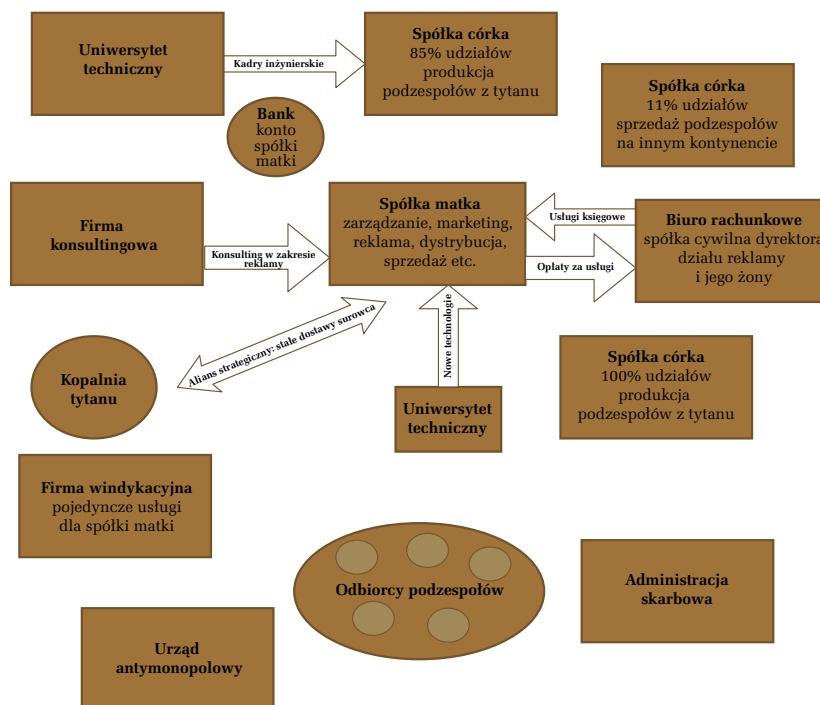 Uniwersytet
techniczny
Kadry inżynierskie
Spółka córka
85% udziałów
produkcja
podzespołów z tytanu
Spółka córka
11% udziałów
sprzedaż podzespołów
na innym kontynencie
Bank
konto
spółki
matki
Firma
konsultingowa
Konsulting w zakresie
reklamy
Spółka matka
zarządzanie, marketing,
reklama, dystrybucja,
sprzedaż etc.
Usługi księgowe
Opłaty za usługi
Biuro rachunkowe
spółka cywilna dyrektora
działu reklamy
i jego żony
Alians strategiczny: stałe dostawy surowca
Nowe technologie
Kopalnia
tytanu
Uniwersytet
techniczny
Spółka córka
100% udziałów
produkcja
podzespołów z tytanu
Firma windykacyjna
pojedyncze usługi
dla spółki matki
Odbiorcy podzespołów
Administracja
skarbowa
Urząd
antymonopolowy